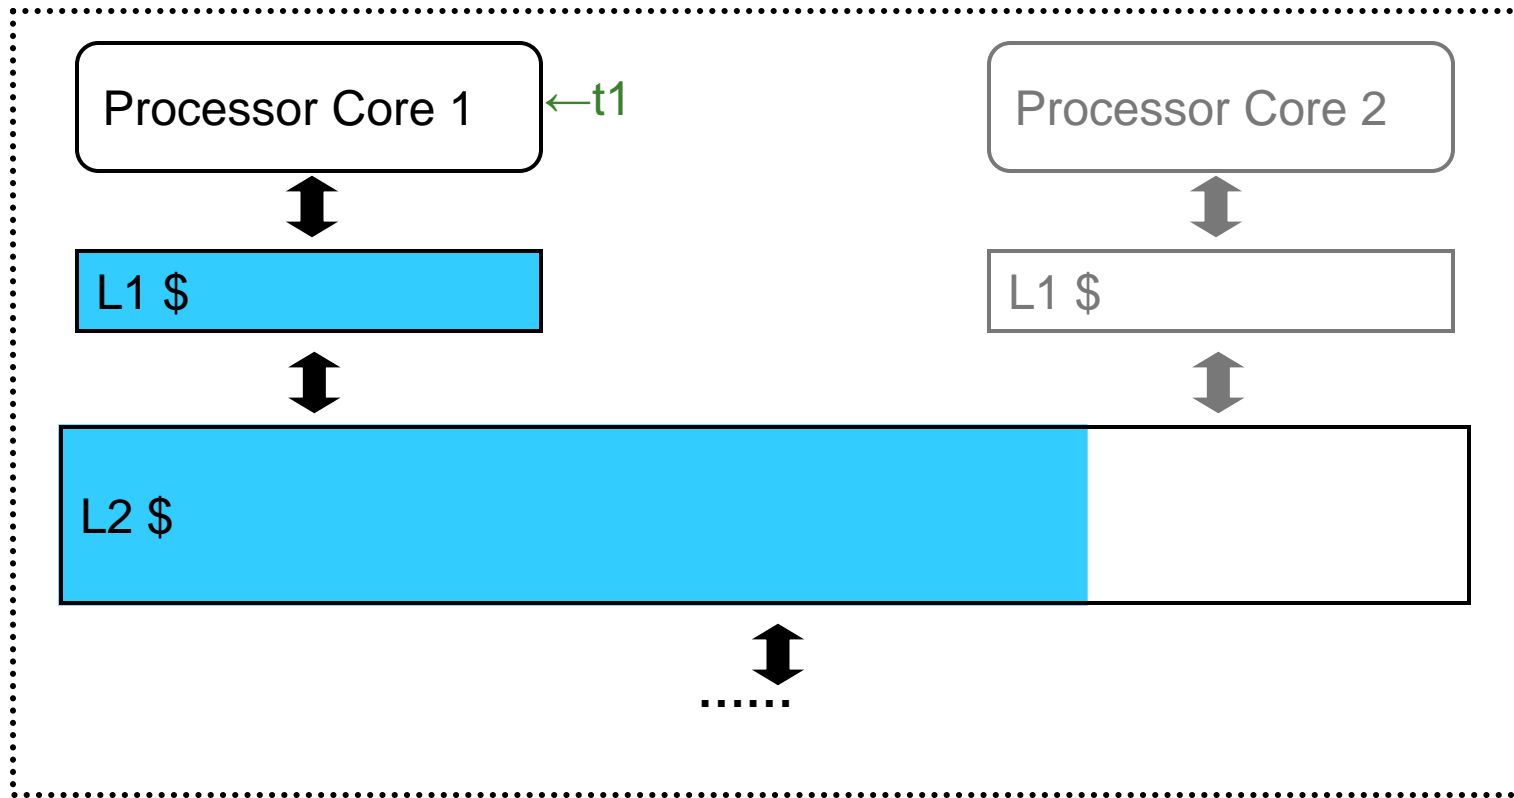 Processor Core 1
←t1
Processor Core 2
L1 $
L1 $
L2 $
......